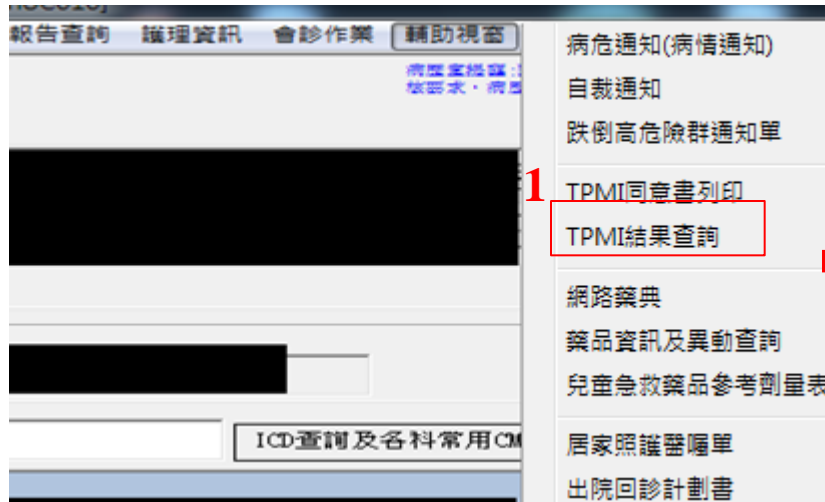 報告查詢 護理資訊 會診作業 輔助視窗
病危通知(病情通知)
自裁通知
跌倒高危險群通知單
1
TPMI同意書列印
TPMI結果查詢
網路藥典
藥品資訊及異動查詢
兒童急救藥品參考劑量表
ICD查詢及各科常用CM
居家照護醫囑單
出院回診計劃書